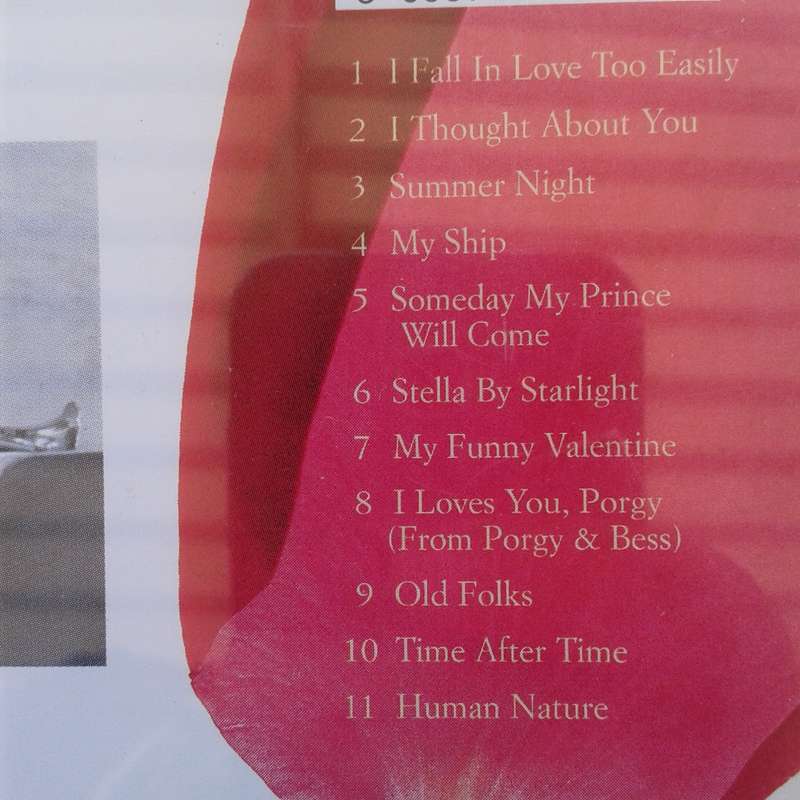 1 I Fall In Love Too Easily
2 I Thought About You
3 Summer Night
4 My Ship
5 Someday My Prince
Will Come
6 Stella By Starlight
7 My Funny Valentine
8 I Loves You, Porgy
(From Porgy & Bess)
9 Old Folks
10 Time After Time
11 Human Nature